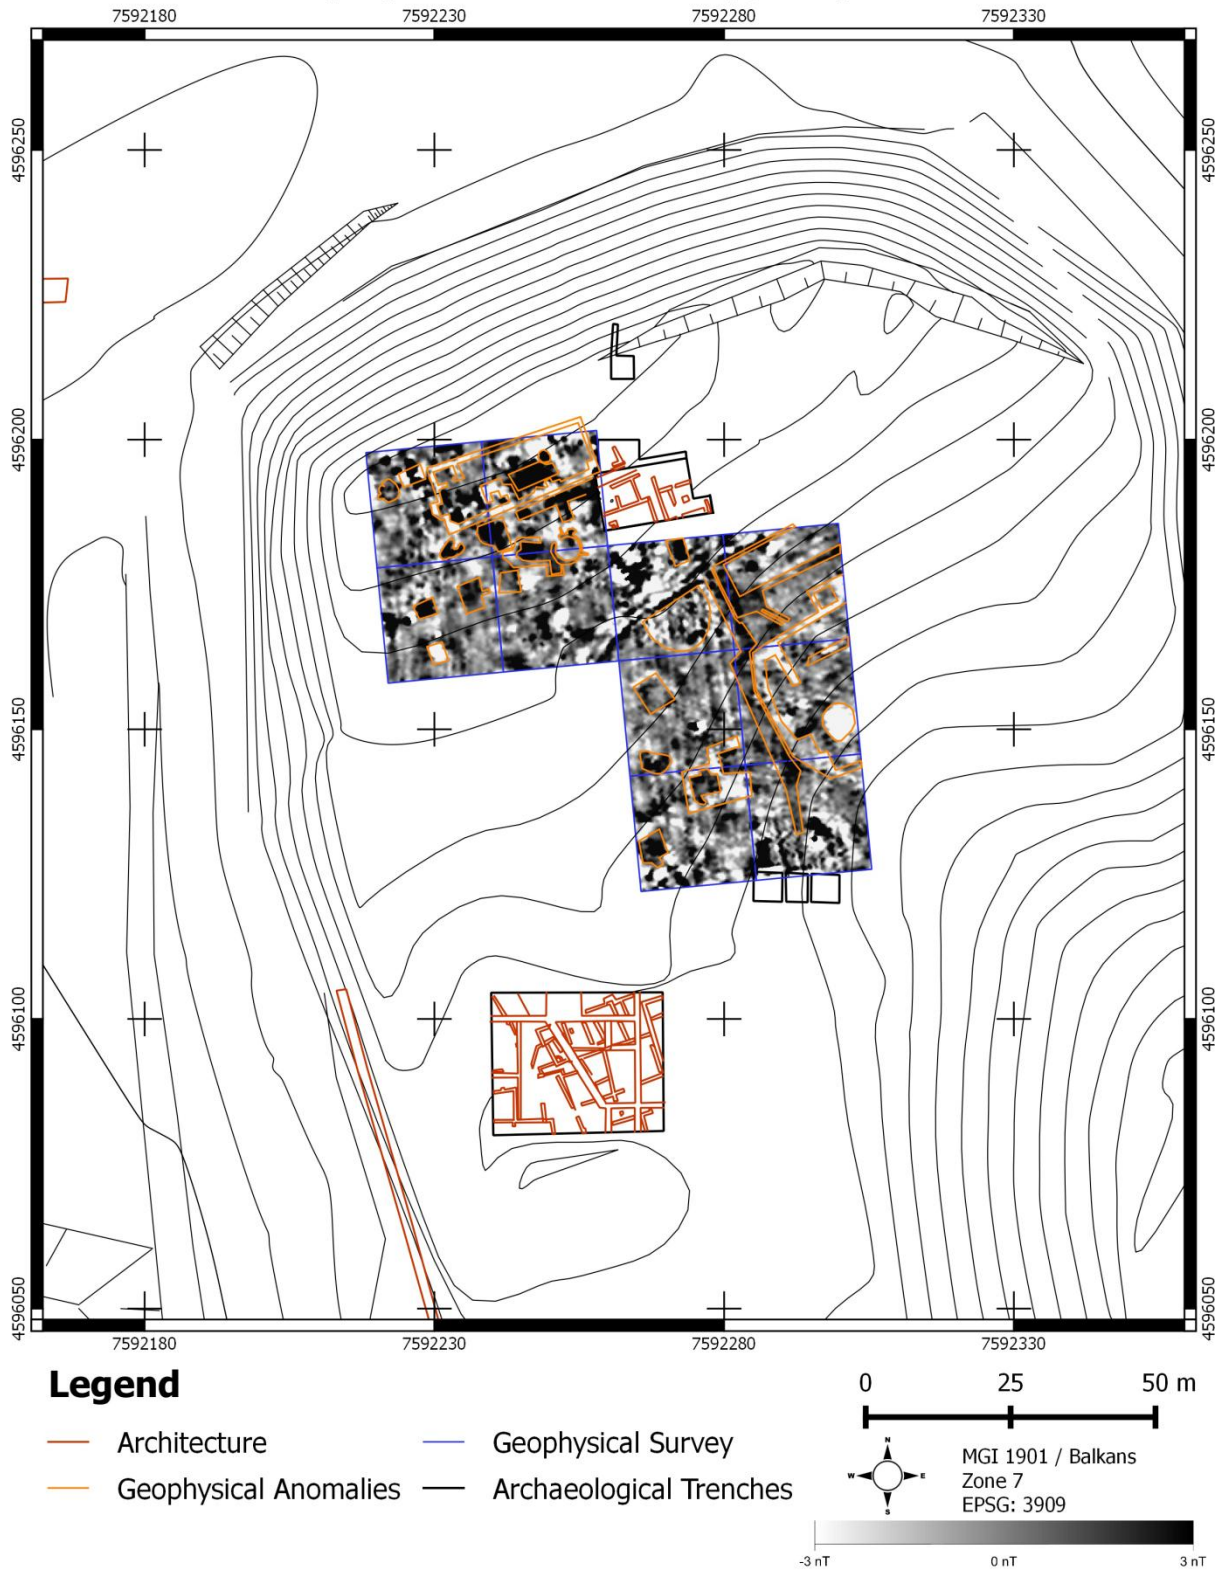 7592180 7592230 7592280 7592330
4596250 4596250
4596200 4596200
4596150 4596150
4596100 4596100
4596050 4596050
7592180 7592230 7592280 7592330
Legend
Architecture
Geophysical Anomalies
Geophysical Survey
Archaeological Trenches
0 25 50 m
N
W E
S
MGI 1901 / Balkans
Zone 7
EPSG: 3909
-3 nT 0 nT 3 nT